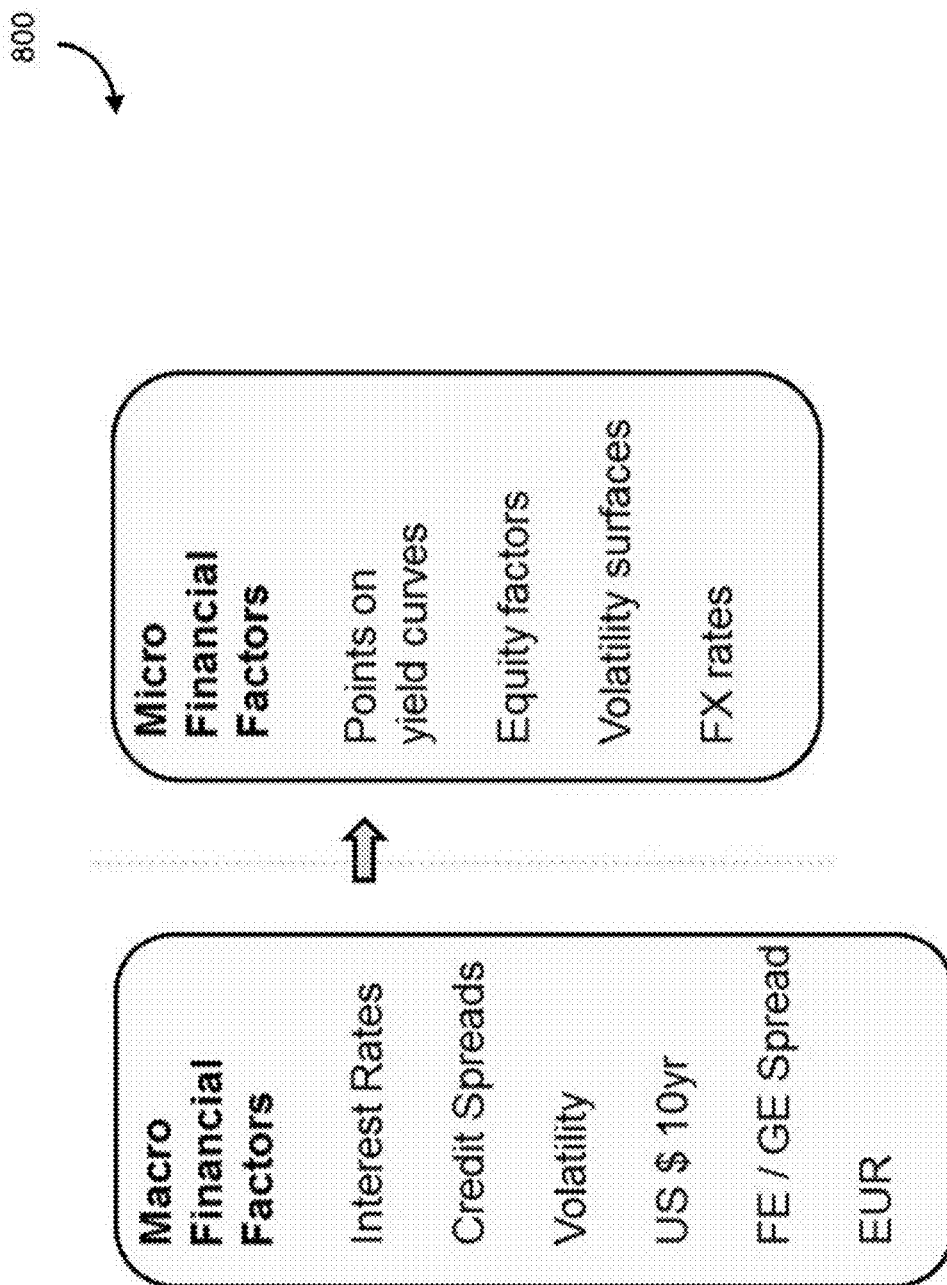 800
Macro
Financial
Factors
Interest Rates
Credit Spreads
Volatility
US $ 10yr
FE / GE Spread
EUR
Micro
Financial
Factors
Points on
yield curves
Equity factors
Volatility surfaces
FX rates